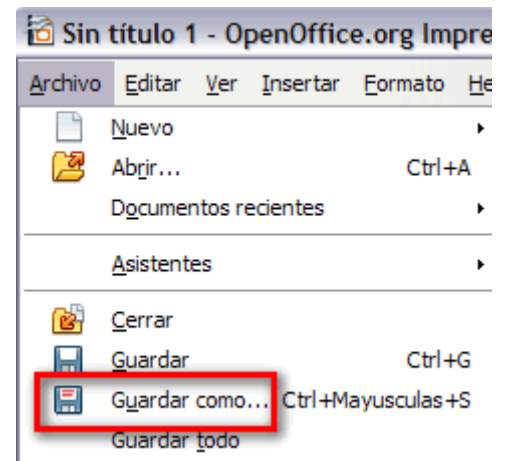 Sin título 1 - OpenOffice.org Impre
Archivo Editar Ver Insertar Formato He
Nuevo
Abrir... Ctrl+A
Documentos recientes
Asistentes
Cerrar
Guardar Ctrl+G
Guardar como... Ctrl+Mayusculas+S
Guardar todo